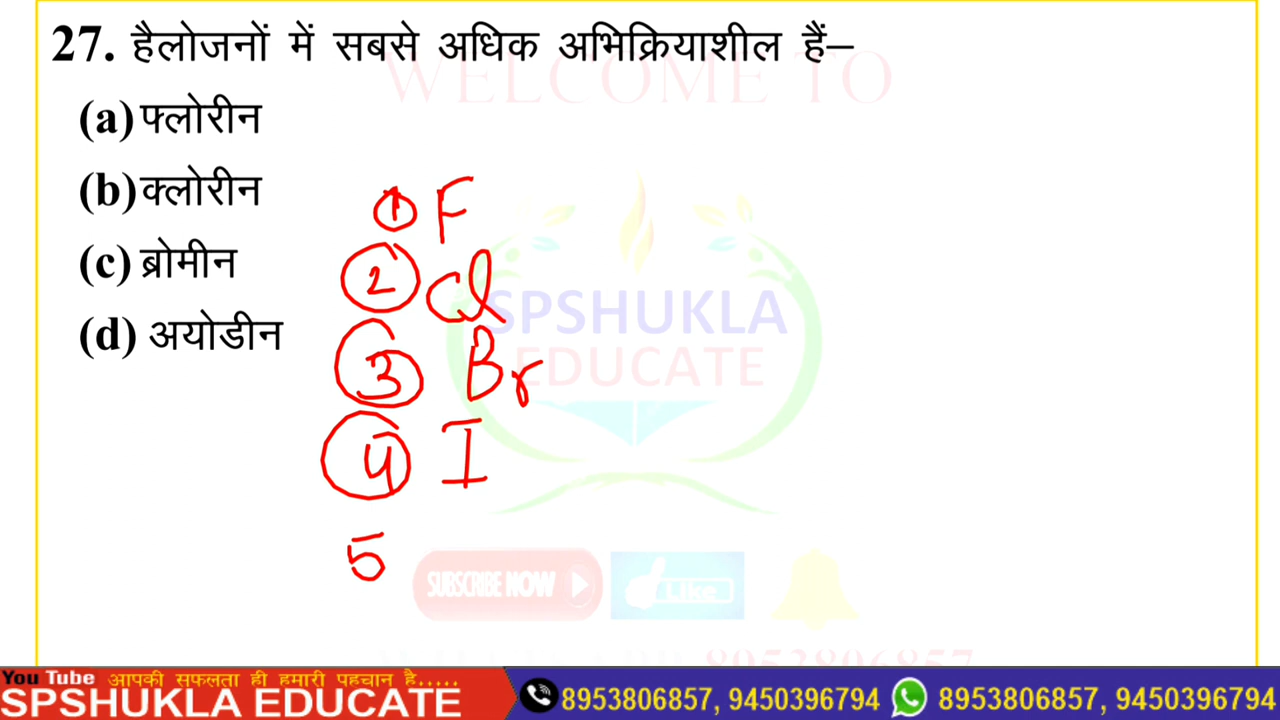 27. हैलोजनों में सबसे अधिक अभिक्रियाशील हैं–
WELCOME TO
(a) फ्लोरीन
(b) क्लोरीन
(c) ब्रोमीन
(d) अयोडीन
1 F
2 Cl
3 Br
4 I
5
SPSHUKLA
EDUCATE
SUBSCRIBE NOW
Like
8953806857
You Tube आपकी सफलता ही हमारी पहचान है.....
SPSHUKLA EDUCATE
8953806857, 9450396794
8953806857, 9450396794